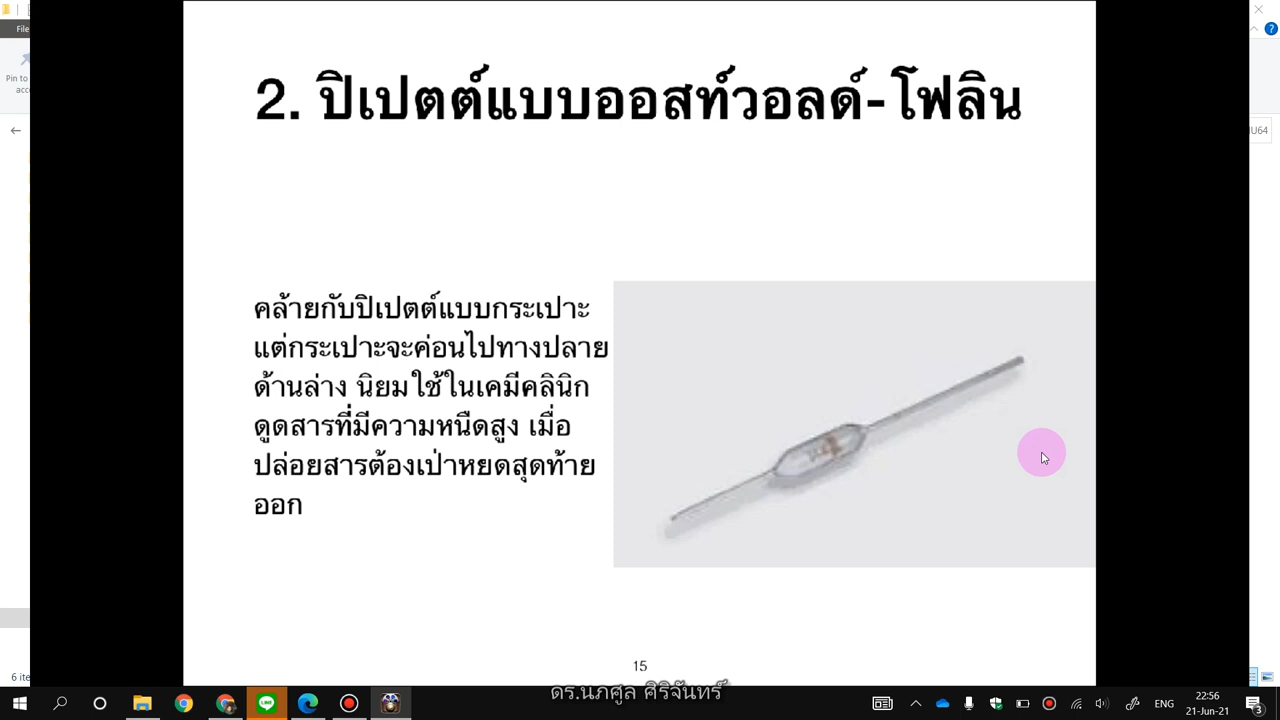 File
Pin to
acce
U64
2. ปิเปตต์แบบออสท์วอลด์-โฟลิน
คล้ายกับปิเปตต์แบบกระเปาะ
แต่กระเปาะจะค่อนไปทางปลาย
ด้านล่าง นิยมใช้ในเคมีคลินิก
ดูดสารที่มีความหนืดสูง เมื่อ
ปล่อยสารต้องเป่าหยดสุดท้าย
ออก
15
6 ite
ดร.นภศูล ศิริจันทร์
ENG
22:56
21-Jun-21
3